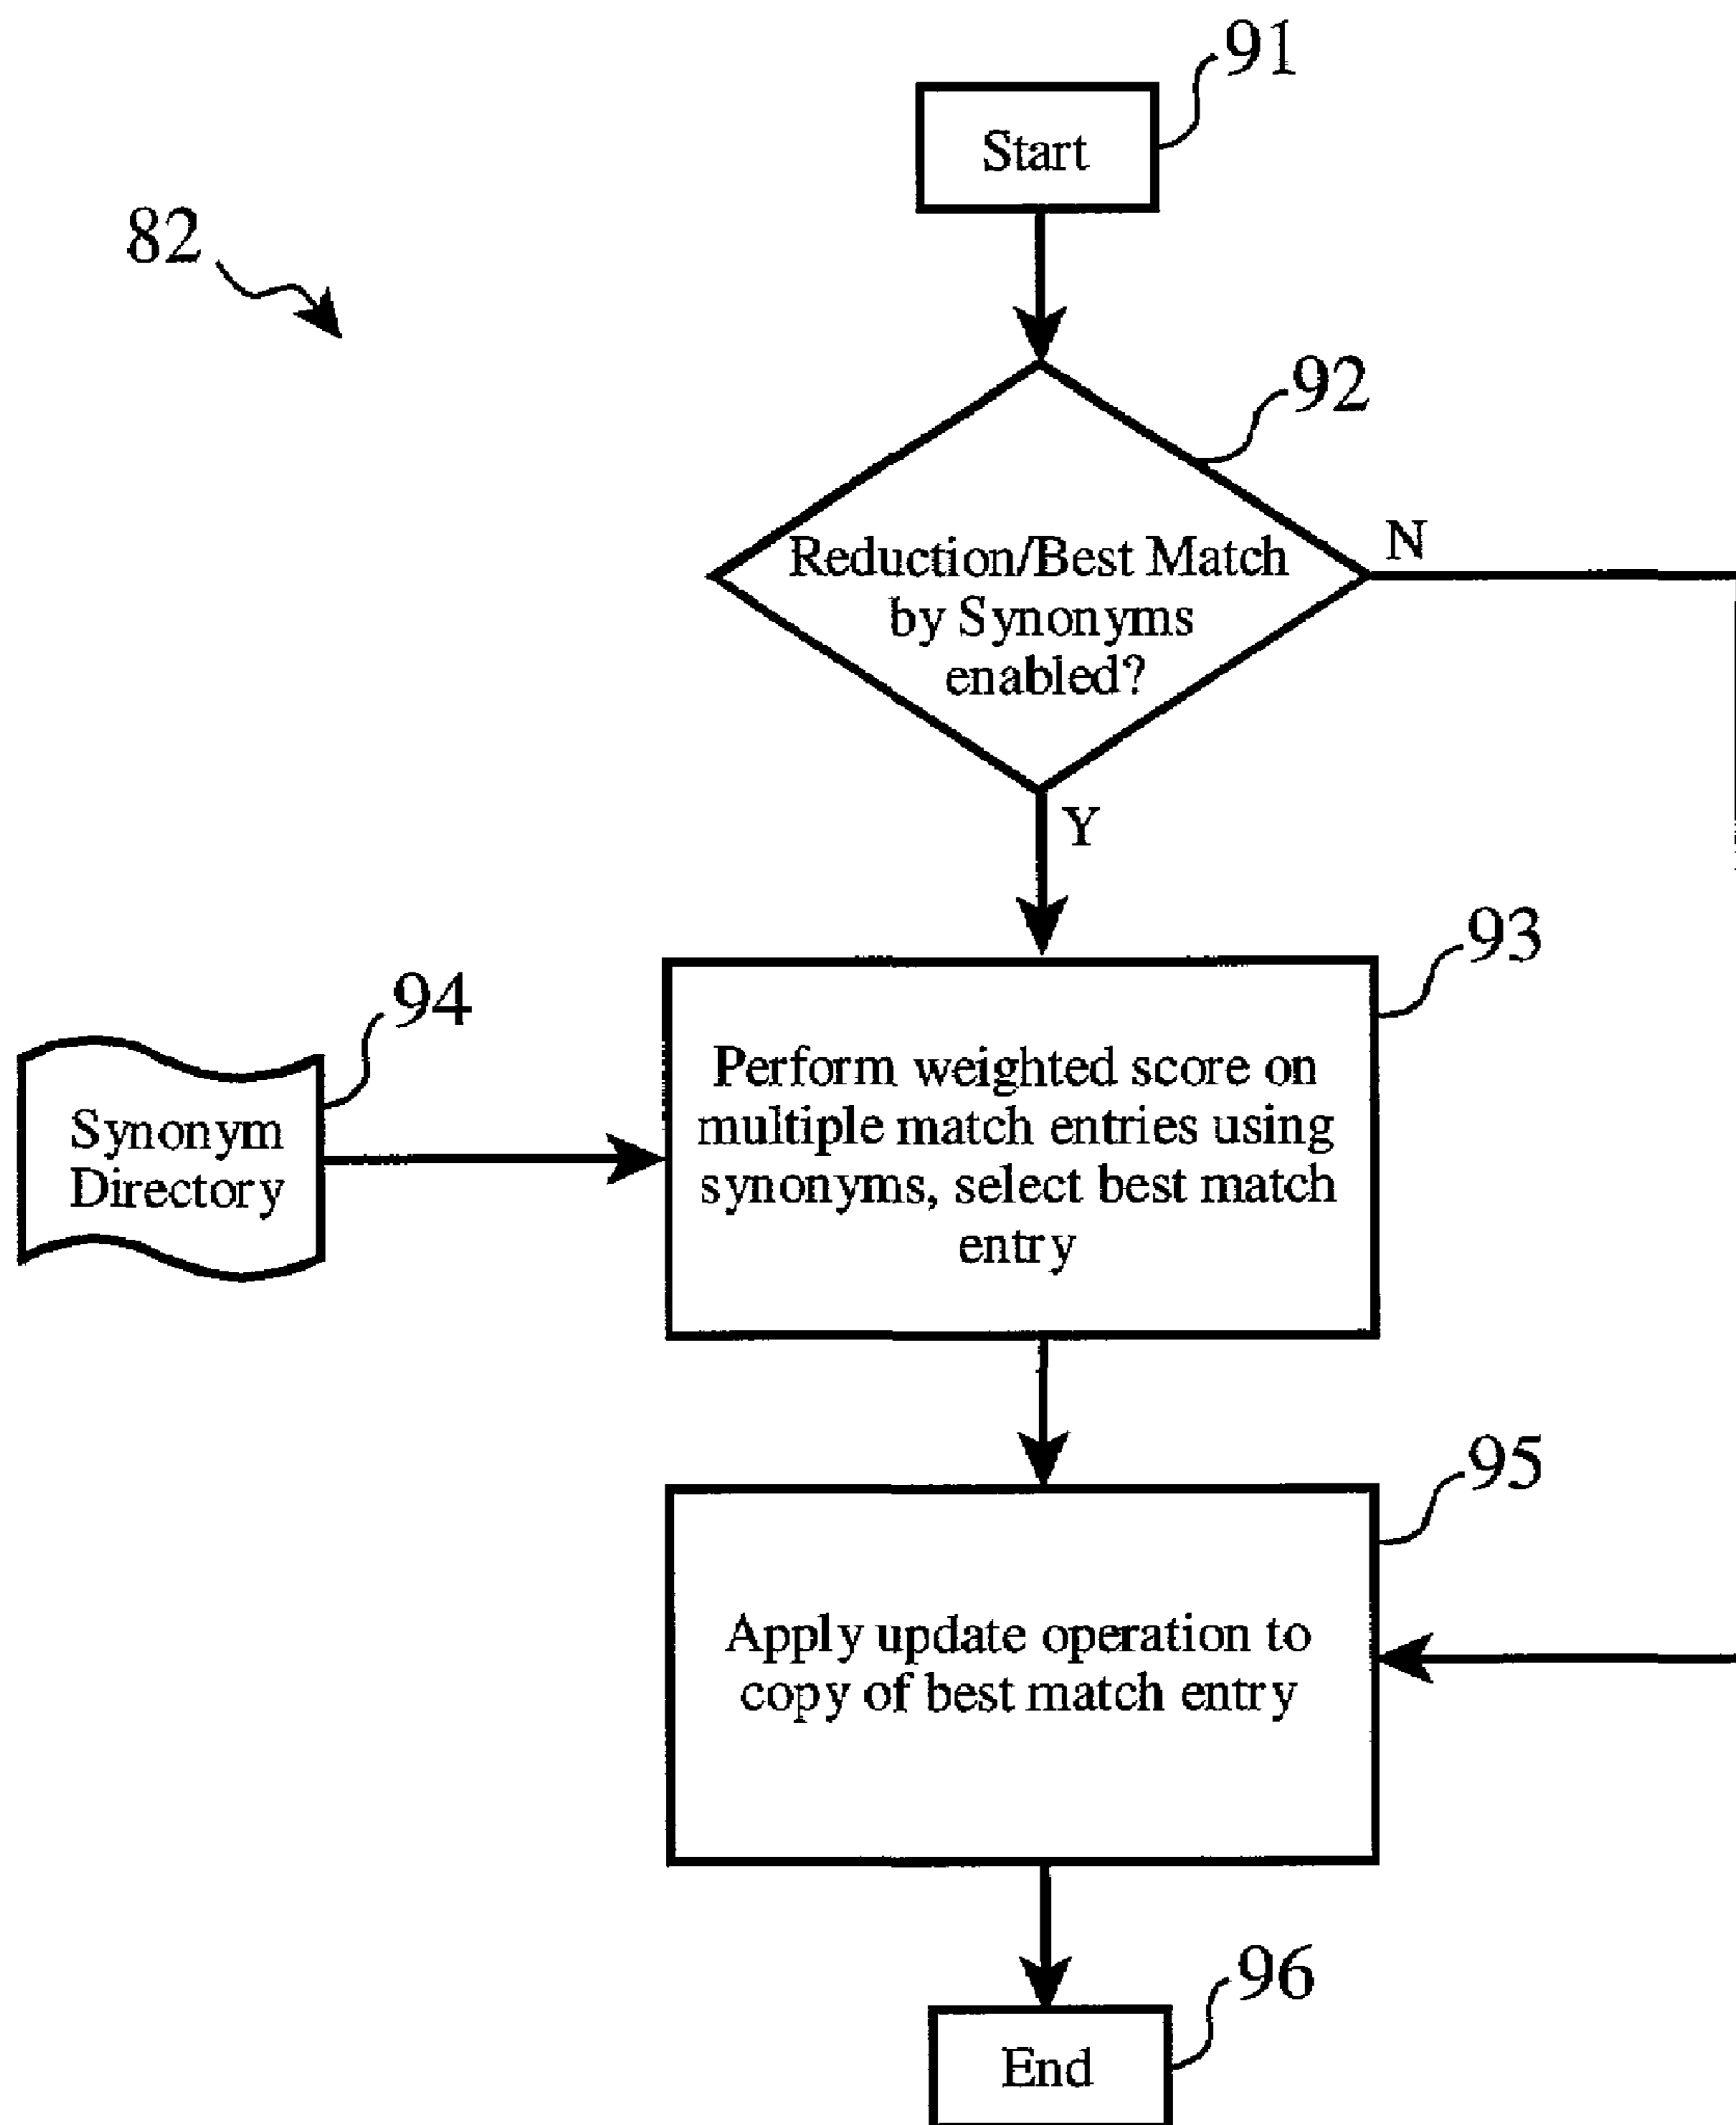 91
Start
82
92
Reduction/Best Match
by Synonyms
enabled?
N
Y
93
94
Synonym
Directory
Perform weighted score on
multiple match entries using
synonyms, select best match
entry
95
Apply update operation to
copy of best match entry
96
End